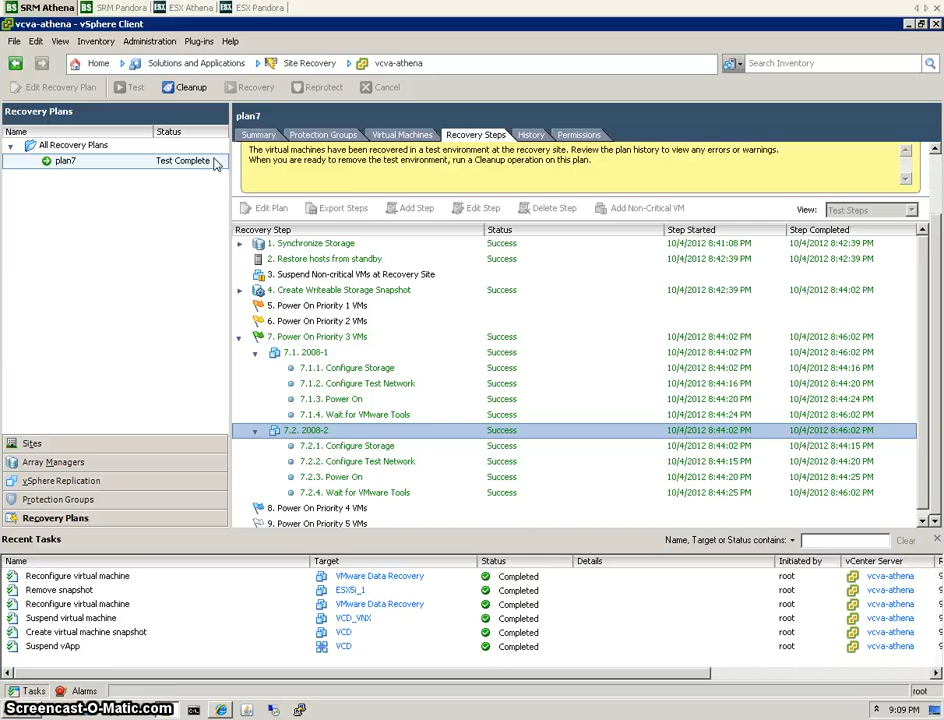 SRM Athena SRM Pandora ESX Athena ESX Pandora
vcva-athena - vSphere Client
File Edit View Inventory Administration Plug-ins Help
Home Solutions and Applications Site Recovery vcva-athena Search Inventory
Edit Recovery Plan Test Cleanup Recovery Reprotect Cancel
Recovery Plans
Name Status
All Recovery Plans
plan7 Test Complete
Sites
Array Managers
vSphere Replication
Protection Groups
Recovery Plans
plan7
Summary Protection Groups Virtual Machines Recovery Steps History Permissions
The virtual machines have been recovered in a test environment at the recovery site. Review the plan history to view any errors or warnings.
When you are ready to remove the test environment, run a Cleanup operation on this plan.
Edit Plan Export Steps Add Step Edit Step Delete Step Add Non-Critical VM View: Test Steps
Recovery Step Status Step Started Step Completed
1. Synchronize Storage Success 10/4/2012 8:41:08 PM 10/4/2012 8:42:39 PM
2. Restore hosts from standby Success 10/4/2012 8:42:39 PM 10/4/2012 8:42:39 PM
3. Suspend Non-critical VMs at Recovery Site
4. Create Writeable Storage Snapshot Success 10/4/2012 8:42:39 PM 10/4/2012 8:44:02 PM
5. Power On Priority 1 VMs
6. Power On Priority 2 VMs
7. Power On Priority 3 VMs Success 10/4/2012 8:44:02 PM 10/4/2012 8:46:02 PM
7.1. 2008-1 Success 10/4/2012 8:44:02 PM 10/4/2012 8:46:02 PM
7.1.1. Configure Storage Success 10/4/2012 8:44:02 PM 10/4/2012 8:44:16 PM
7.1.2. Configure Test Network Success 10/4/2012 8:44:16 PM 10/4/2012 8:44:20 PM
7.1.3. Power On Success 10/4/2012 8:44:20 PM 10/4/2012 8:44:24 PM
7.1.4. Wait for VMware Tools Success 10/4/2012 8:44:24 PM 10/4/2012 8:46:02 PM
7.2. 2008-2 Success 10/4/2012 8:44:02 PM 10/4/2012 8:46:02 PM
7.2.1. Configure Storage Success 10/4/2012 8:44:02 PM 10/4/2012 8:44:15 PM
7.2.2. Configure Test Network Success 10/4/2012 8:44:15 PM 10/4/2012 8:44:20 PM
7.2.3. Power On Success 10/4/2012 8:44:20 PM 10/4/2012 8:44:25 PM
7.2.4. Wait for VMware Tools Success 10/4/2012 8:44:25 PM 10/4/2012 8:46:02 PM
8. Power On Priority 4 VMs
9. Power On Priority 5 VMs
Recent Tasks Name, Target or Status contains: Clear
Name Target Status Details Initiated by vCenter Server R
Reconfigure virtual machine VMware Data Recovery Completed root vcva-athena 9
Remove snapshot ESX5i_1 Completed root vcva-athena 9
Reconfigure virtual machine VMware Data Recovery Completed root vcva-athena 9
Suspend virtual machine VCD_VNX Completed root vcva-athena 9
Create virtual machine snapshot VCD Completed root vcva-athena 9
Suspend vApp VCD Completed root vcva-athena 9
Tasks Alarms root
Screencast-O-Matic.com 9:09 PM